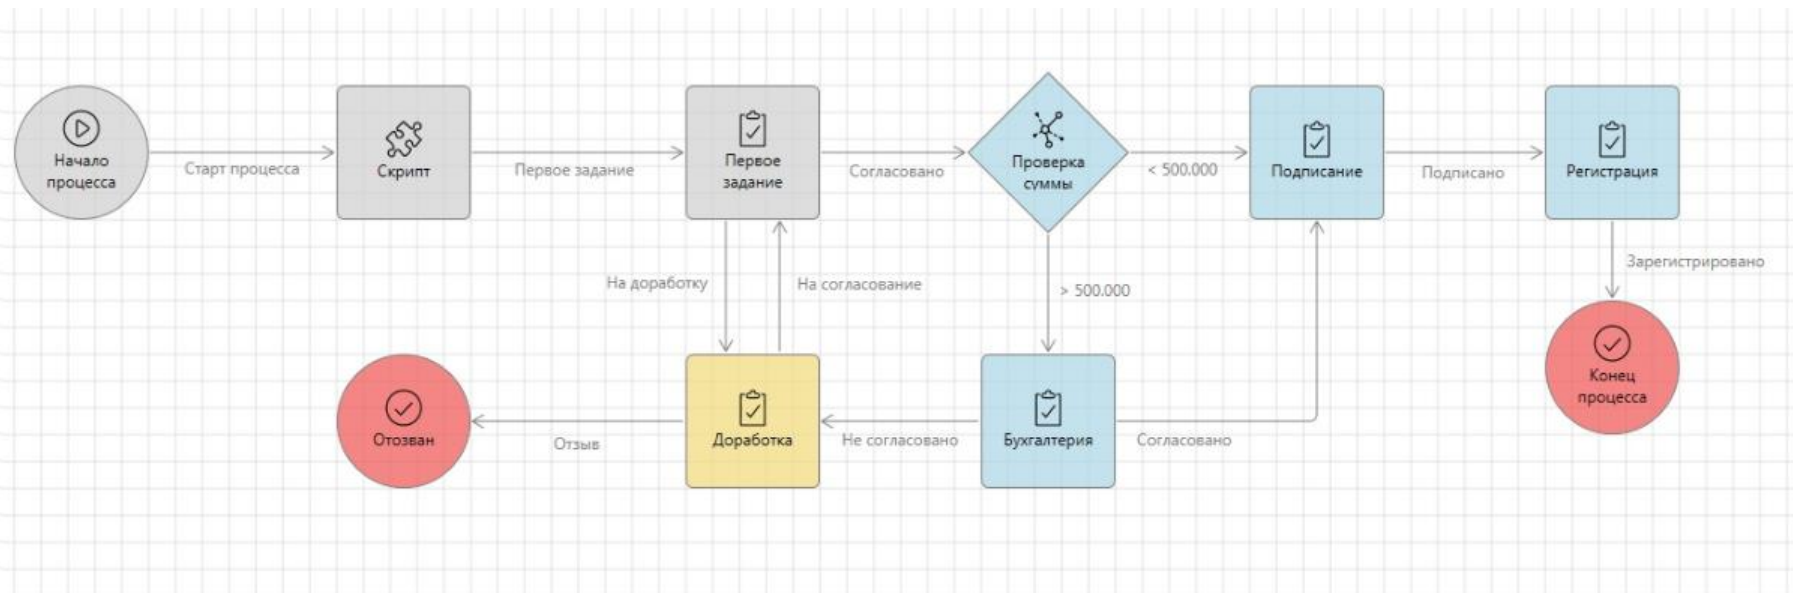 Начало
процесса
Старт процесса
Скрипт
Первое задание
Первое
задание
Согласовано
Проверка
суммы
< 500.000
Подписание
Подписано
Регистрация
На доработку
На согласование
> 500.000
Зарегистрировано
Конец
процесса
Отозван
Отзыв
Доработка
Не согласовано
Бухгалтерия
Согласовано